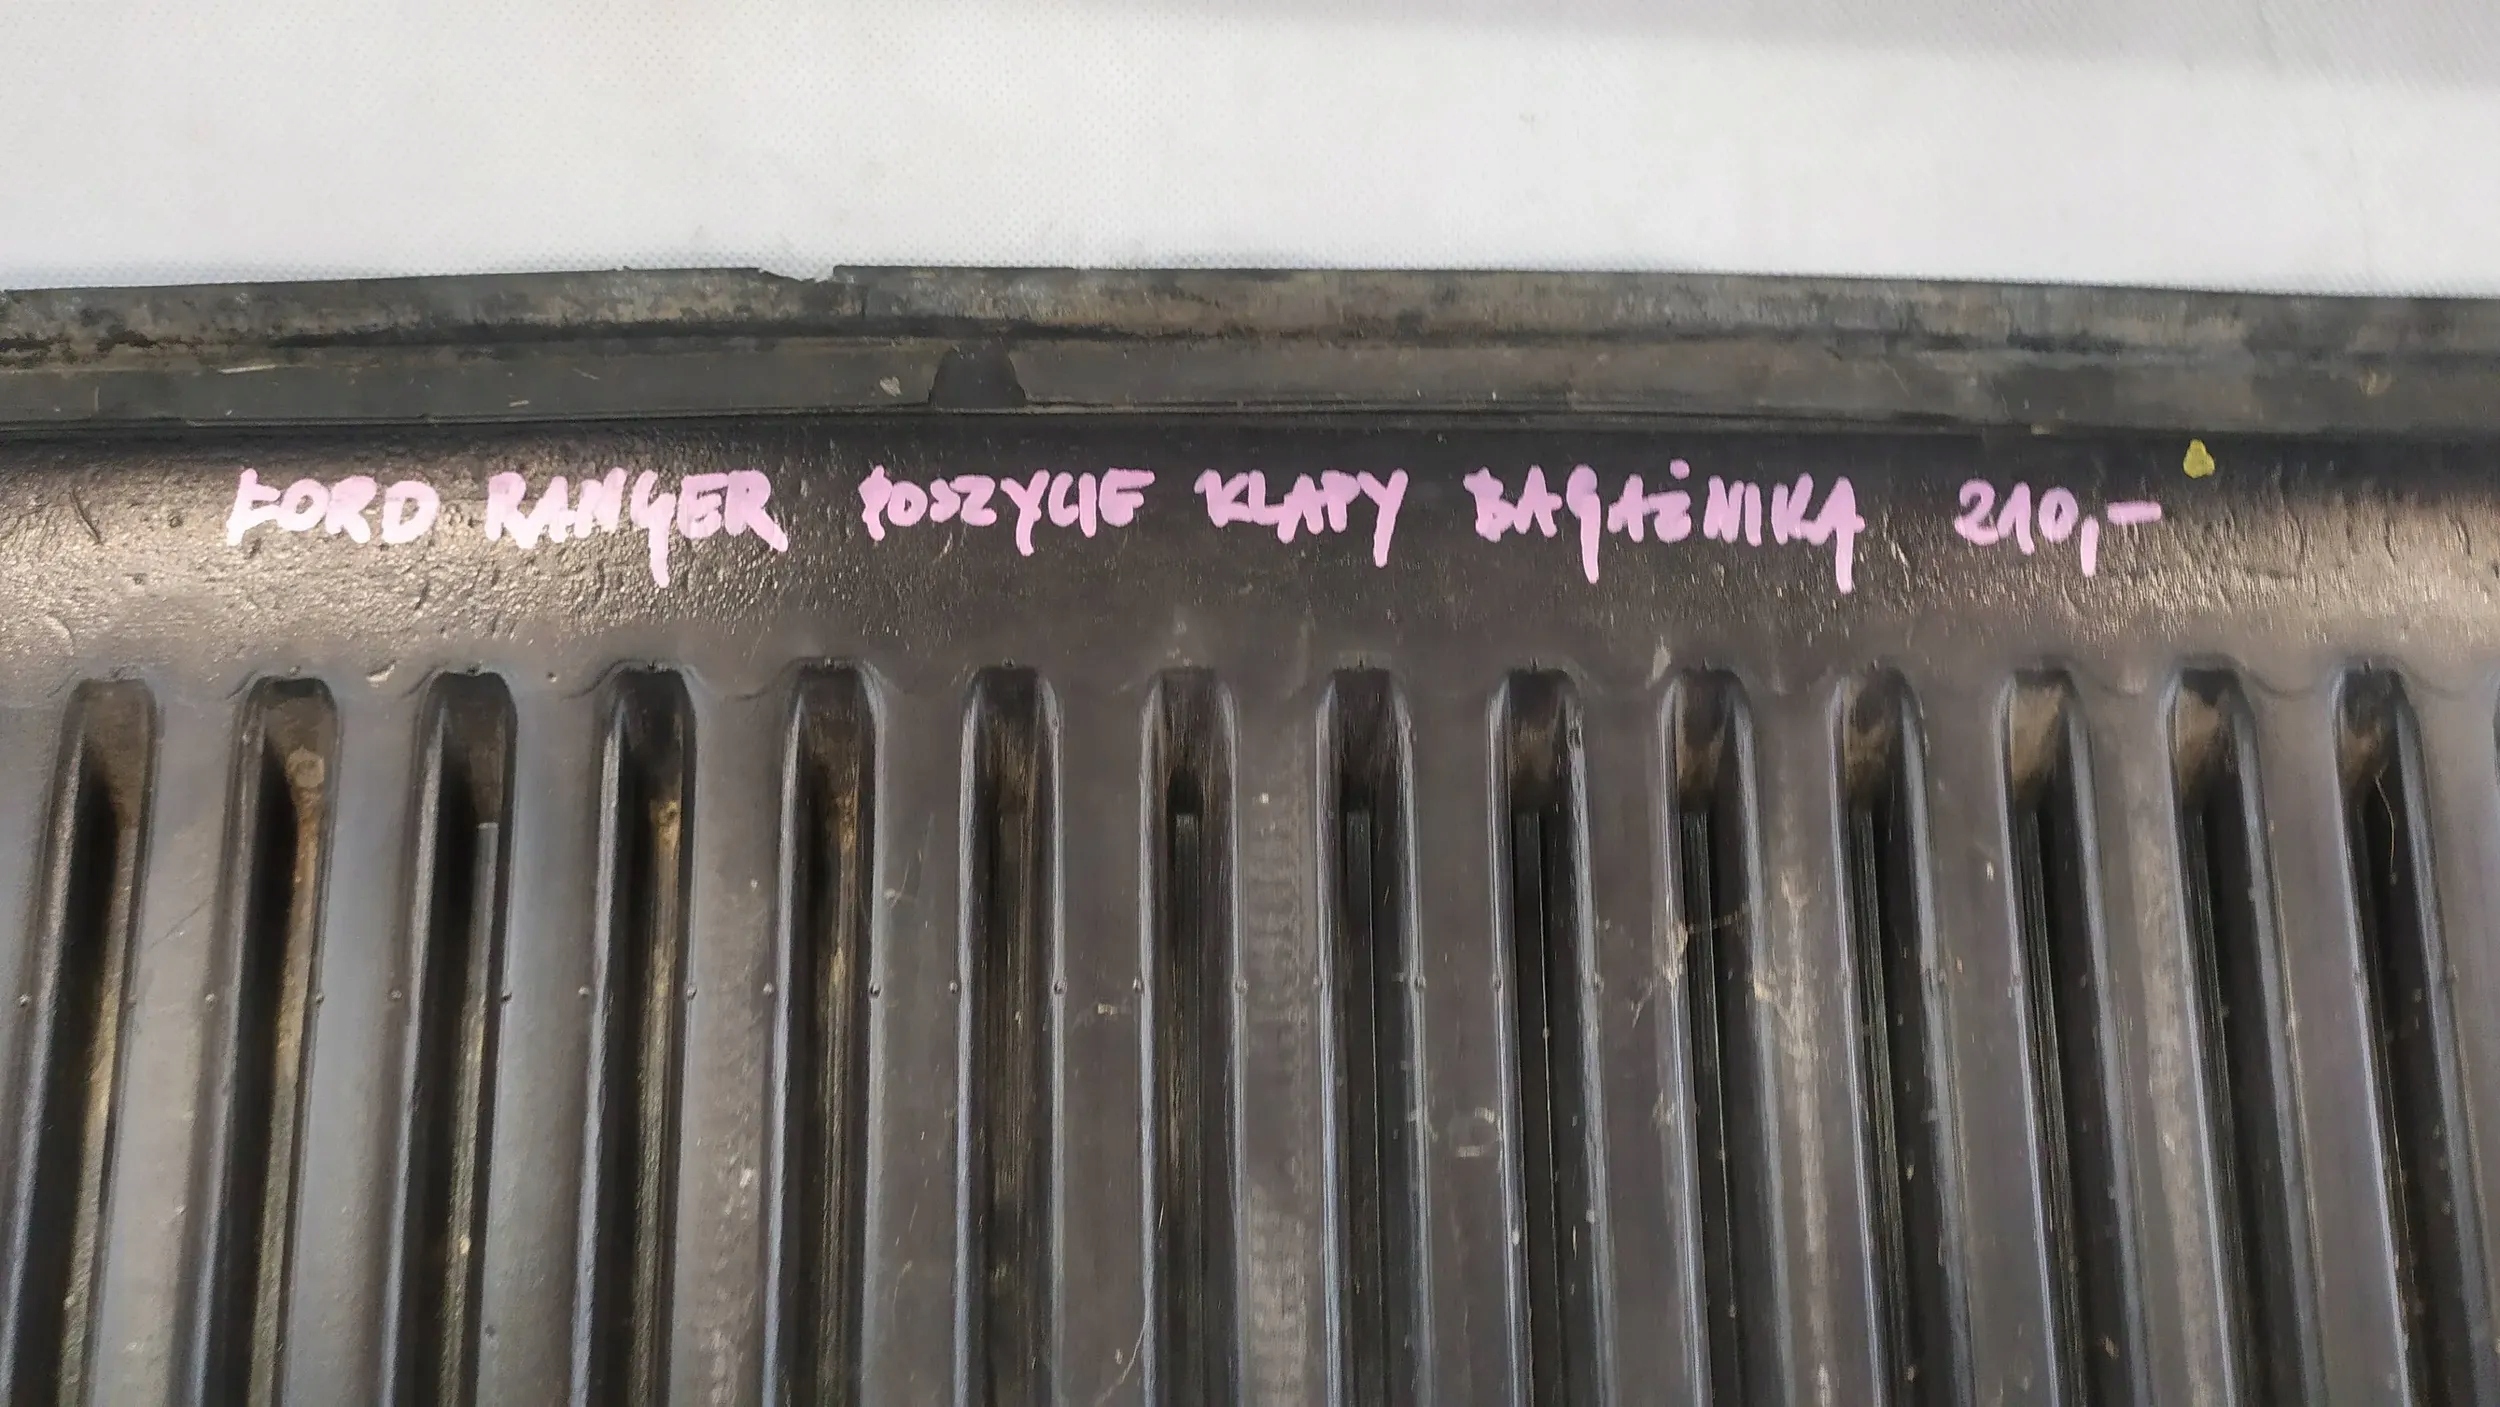 FORD RANGER POSZYCIE KLAPY BAGAŻNIKA 210,-